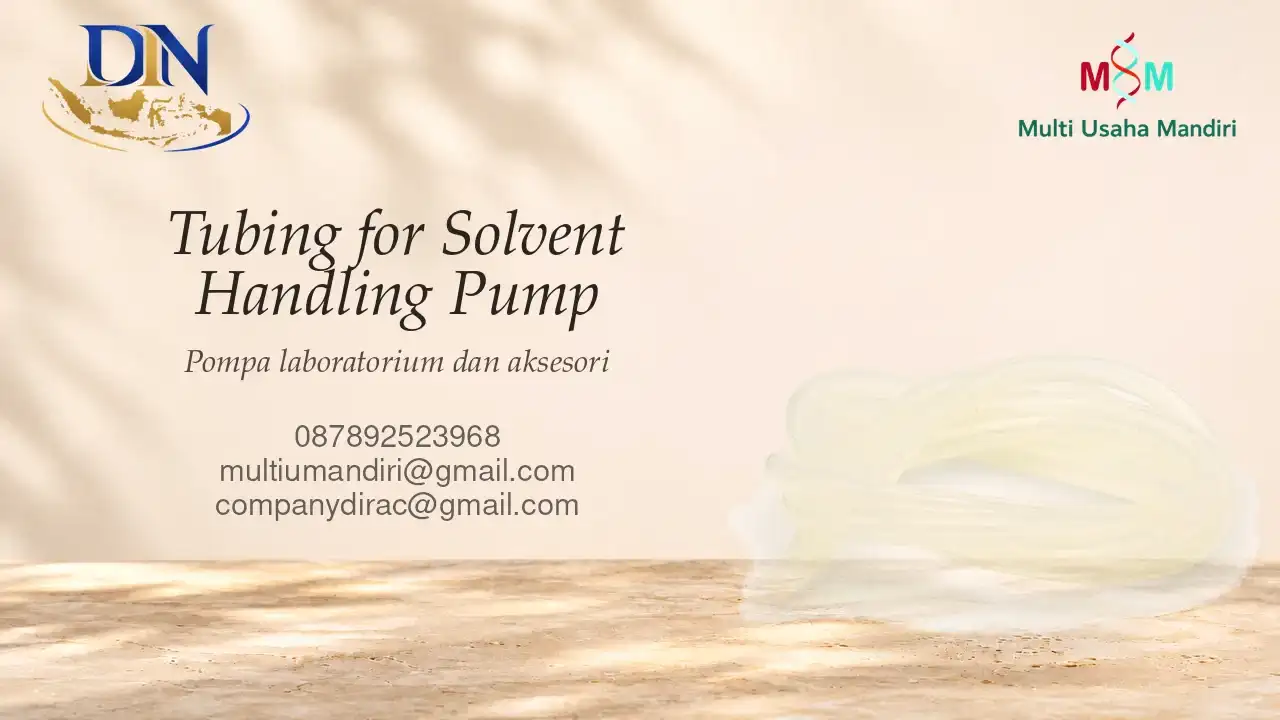 DIN
M M
Multi Usaha Mandiri
Tubing for Solvent
Handling Pump
Pompa laboratorium dan aksesori
087892523968
multiumandiri@gmail.com
companydirac@gmail.com